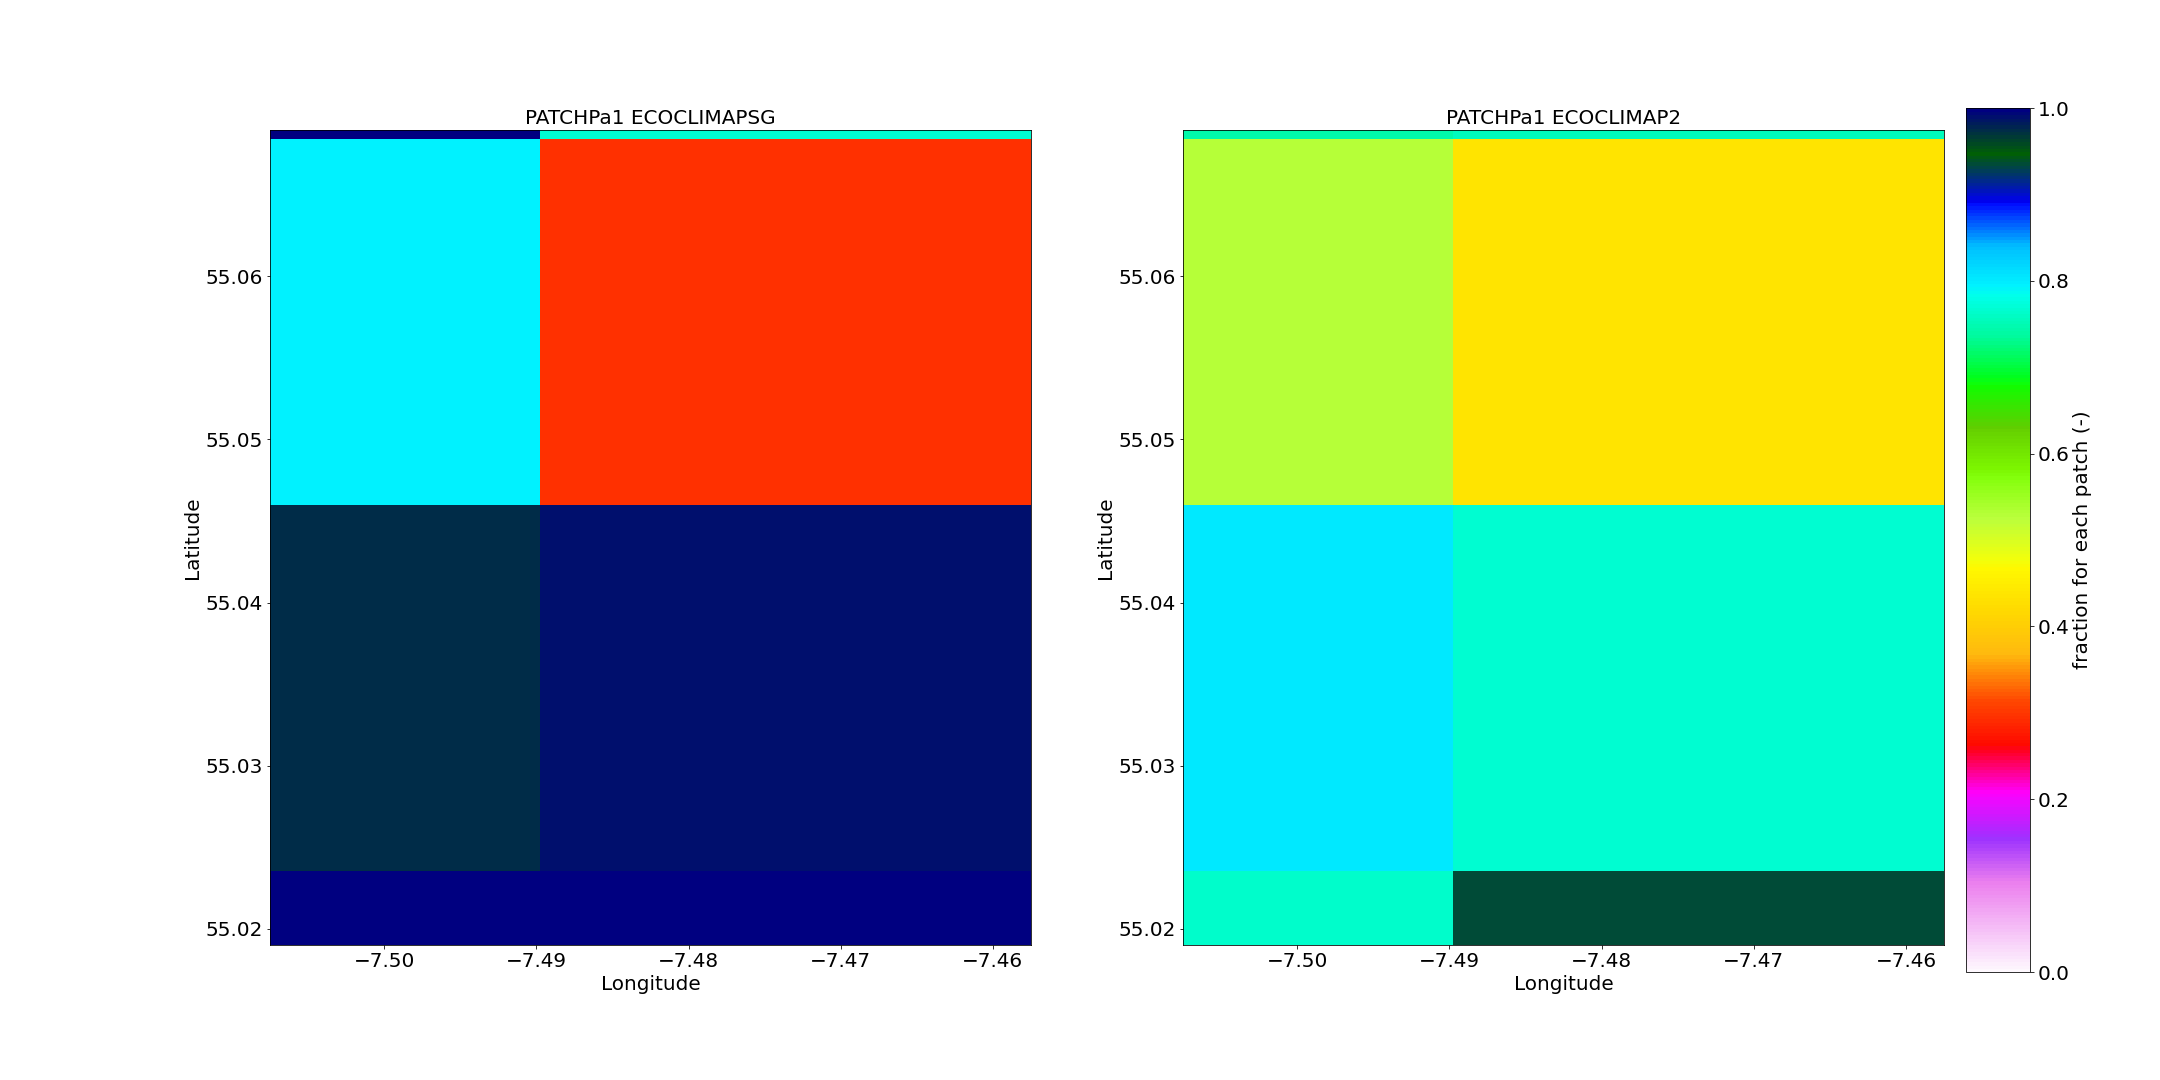 PATCHPa1 ECOCLIMAPSG
55.06
55.05
55.04
55.03
55.02
Latitude
−7.50 −7.49 −7.48 −7.47 −7.46
Longitude
PATCHPa1 ECOCLIMAP2
55.06
55.05
55.04
55.03
55.02
Latitude
−7.50 −7.49 −7.48 −7.47 −7.46
Longitude
1.0
0.8
0.6
0.4
0.2
0.0
fraction for each patch (-)